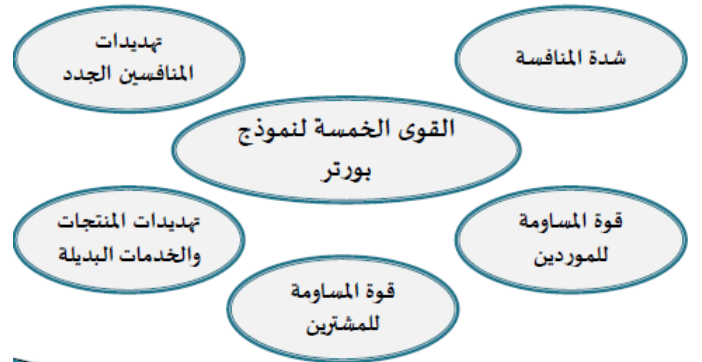 شدة المنافسة
تهديدات
المنافسين الجدد
القوى الخمسة لنموذج
بورتر
قوة المساومة
للموردين
تهديدات المنتجات
والخدمات البديلة
قوة المساومة
للمشترين